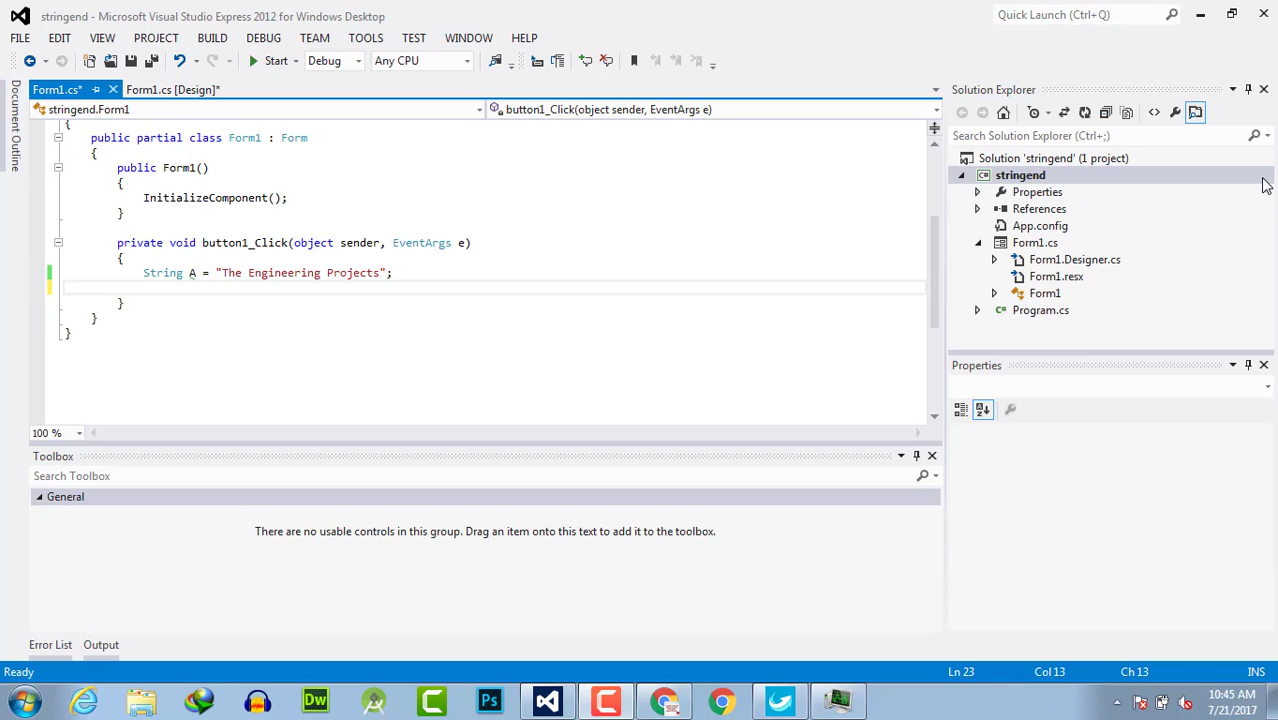 stringend - Microsoft Visual Studio Express 2012 for Windows Desktop
Quick Launch (Ctrl+Q)
FILE EDIT VIEW PROJECT BUILD DEBUG TEAM TOOLS TEST WINDOW HELP
Start Debug Any CPU
Document Outline
Form1.cs* Form1.cs [Design]*
stringend.Form1 button1_Click(object sender, EventArgs e)
{
public partial class Form1 : Form
{
public Form1()
{
InitializeComponent();
}
private void button1_Click(object sender, EventArgs e)
{
String A = "The Engineering Projects";
}
}
}
100 %
Toolbox
Search Toolbox
General
There are no usable controls in this group. Drag an item onto this text to add it to the toolbox.
Error List Output
Solution Explorer
Search Solution Explorer (Ctrl+;)
Solution 'stringend' (1 project)
C# stringend
Properties
References
App.config
Form1.cs
Form1.Designer.cs
Form1.resx
Form1
C# Program.cs
Properties
Ready Ln 23 Col 13 Ch 13 INS
Dw Ps
10:45 AM
7/21/2017